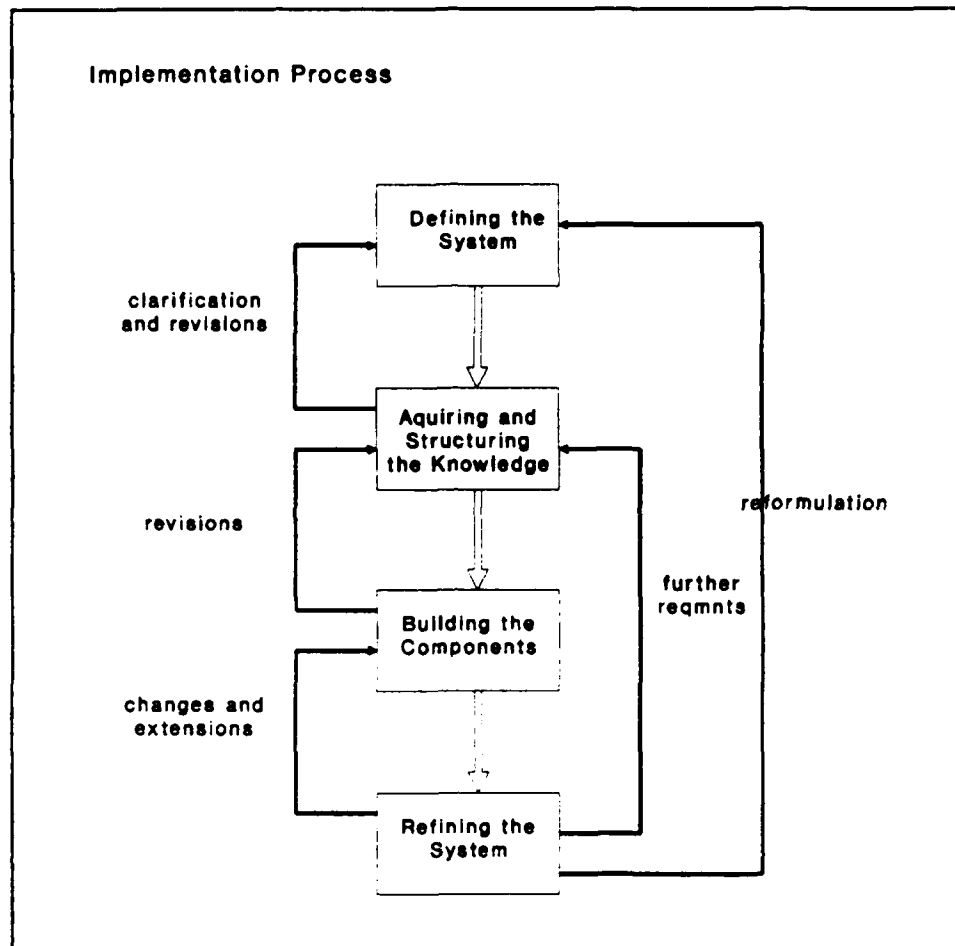 Implementation Process
Defining the
System
clarification
and revisions
Aquiring and
Structuring
the Knowledge
revisions
reformulation
further
reqmnts
Building the
Components
changes and
extensions
Refining the
System